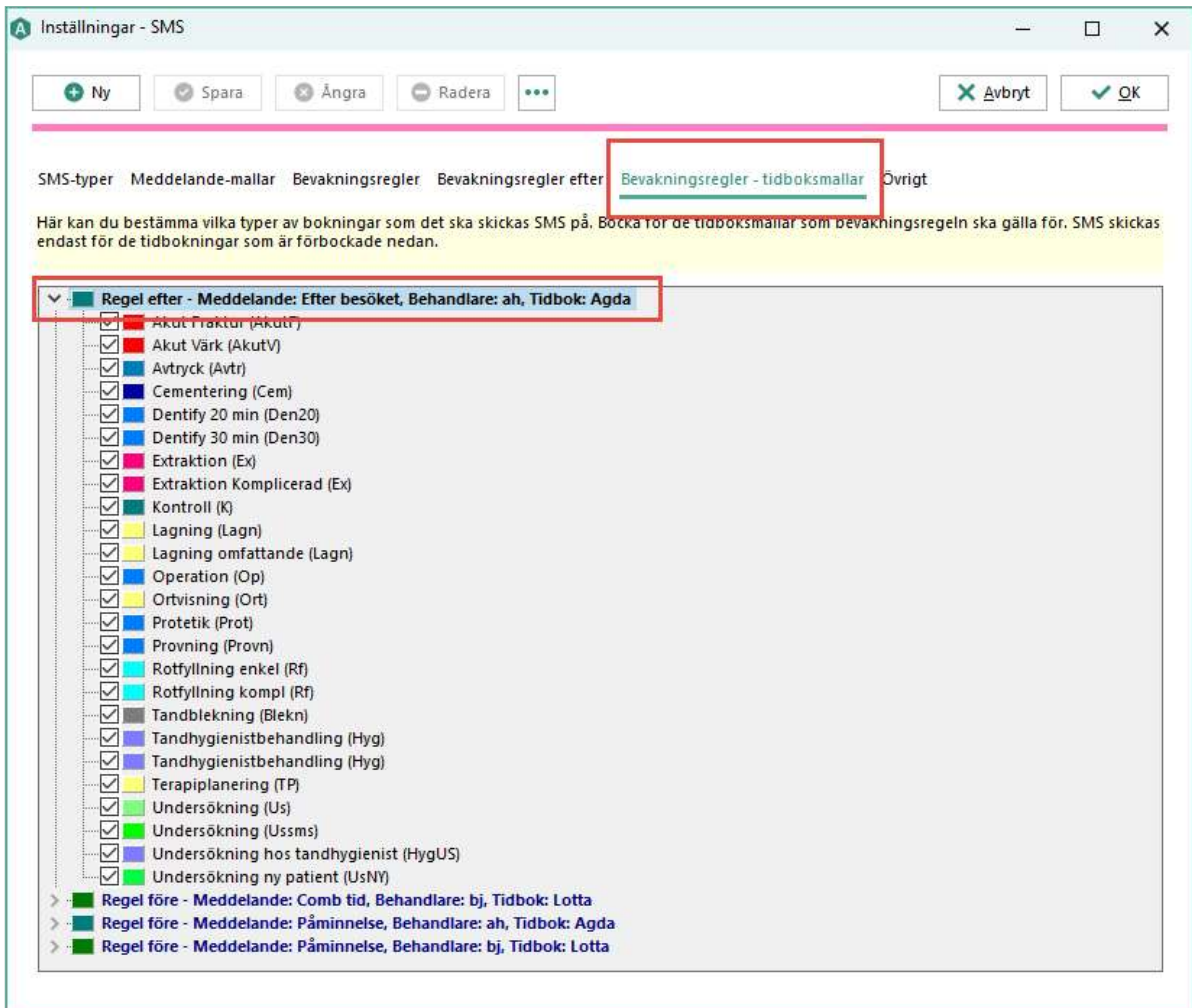 Inställningar - SMS
Ny Spara Ångra Radera Avbryt OK
SMS-typer Meddelande-mallar Bevakningsregler Bevakningsregler efter Bevakningsregler - tidboksmallar Övrigt
Här kan du bestämma vilka typer av bokningar som det ska skickas SMS på. Bocka för de tidboksmallar som bevakningsregeln ska gälla för. SMS skickas
endast för de tidbokningar som är förbockade nedan.
Regel efter - Meddelande: Efter besöket, Behandlare: ah, Tidbok: Agda
Akut Fraktur (AkutF)
Akut Värk (AkutV)
Avtryck (Avtr)
Cementering (Cem)
Dentify 20 min (Den20)
Dentify 30 min (Den30)
Extraktion (Ex)
Extraktion Komplicerad (Ex)
Kontroll (K)
Lagning (Lagn)
Lagning omfattande (Lagn)
Operation (Op)
Ortvisning (Ort)
Protetik (Prot)
Provning (Provn)
Rotfyllning enkel (Rf)
Rotfyllning kompl (Rf)
Tandblekning (Blekn)
Tandhygienistbehandling (Hyg)
Tandhygienistbehandling (Hyg)
Terapiplanering (TP)
Undersökning (Us)
Undersökning (Ussms)
Undersökning hos tandhygienist (HygUS)
Undersökning ny patient (UsNY)
Regel före - Meddelande: Comb tid, Behandlare: bj, Tidbok: Lotta
Regel före - Meddelande: Påminnelse, Behandlare: ah, Tidbok: Agda
Regel före - Meddelande: Påminnelse, Behandlare: bj, Tidbok: Lotta